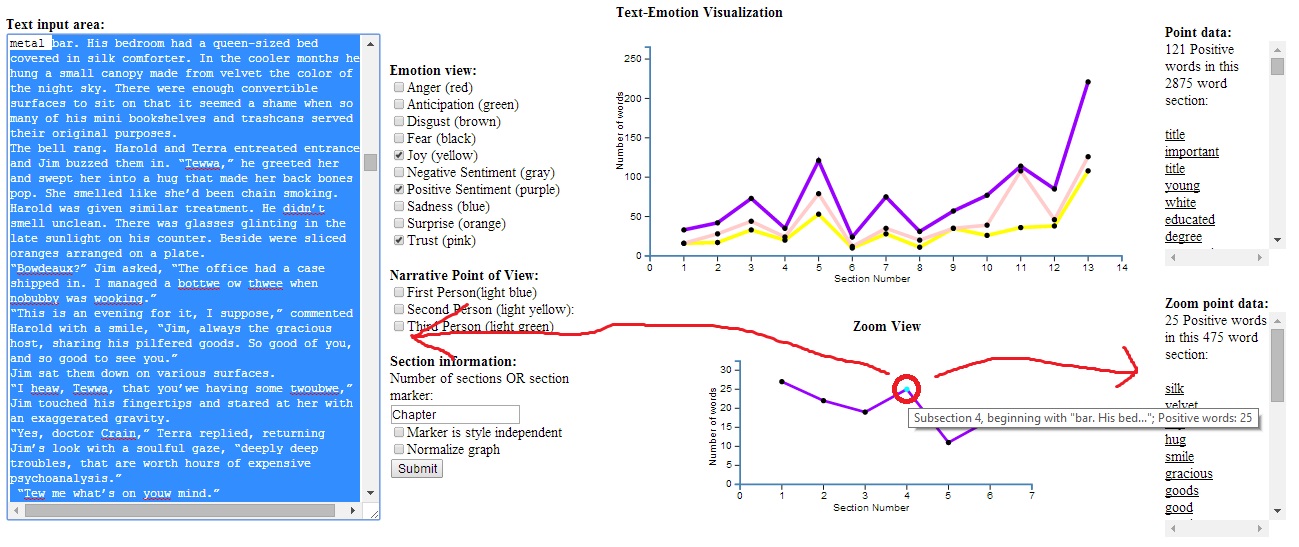 Text-Emotion Visualization
Text input area:
metal bar. His bedroom had a queen-sized bed
covered in silk comforter. In the cooler months he
hung a small canopy made from velvet the color of
the night sky. There were enough convertible
surfaces to sit on that it seemed a shame when so
many of his mini bookshelves and trashcans served
their original purposes.
The bell rang. Harold and Terra entreated entrance
and Jim buzzed them in. “Tewwa,” he greeted her
and swept her into a hug that made her back bones
pop. She smelled like she’d been chain smoking.
Harold was given similar treatment. He didn’t
smell unclean. There was glasses glinting in the
late sunlight on his counter. Beside were sliced
oranges arranged on a plate.
“Bowdeaux?” Jim asked, “The office had a case
shipped in. I managed a bottwe ow thwee when
nobubby was wooking.”
“This is an evening for it, I suppose,” commented
Harold with a smile, “Jim, always the gracious
host, sharing his pilfered goods. So good of you,
and so good to see you.”
Jim sat them down on various surfaces.
“I heaw, Tewwa, that you’we having some twoubwe,”
Jim touched his fingertips and stared at her with
an exaggerated gravity.
“Yes, doctor Crain,” Terra replied, returning
Jim’s look with a soulful gaze, “deeply deep
troubles, that are worth hours of expensive
psychoanalysis.”
“Tew me what’s on youw mind.”
Emotion view:
Anger (red)
Anticipation (green)
Disgust (brown)
Fear (black)
Joy (yellow)
Negative Sentiment (gray)
Positive Sentiment (purple)
Sadness (blue)
Surprise (orange)
Trust (pink)
Narrative Point of View:
First Person(light blue)
Second Person (light yellow):
Third Person (light green)
Section information:
Number of sections OR section
marker:
Chapter
Marker is style independent
Normalize graph
Submit
Number of words
250
200
150
100
50
0
0 1 2 3 4 5 6 7 8 9 10 11 12 13 14
Section Number
Zoom View
Number of words
30
25
20
15
10
5
0
0 1 2 3 4 5 6 7
Section Number
Subsection 4, beginning with "bar. His bed..."; Positive words: 25
Point data:
121 Positive
words in this
2875 word
section:
title
important
title
young
white
educated
degree
Zoom point data:
25 Positive words
in this 475 word
section:
silk
velvet
hug
smile
gracious
goods
good